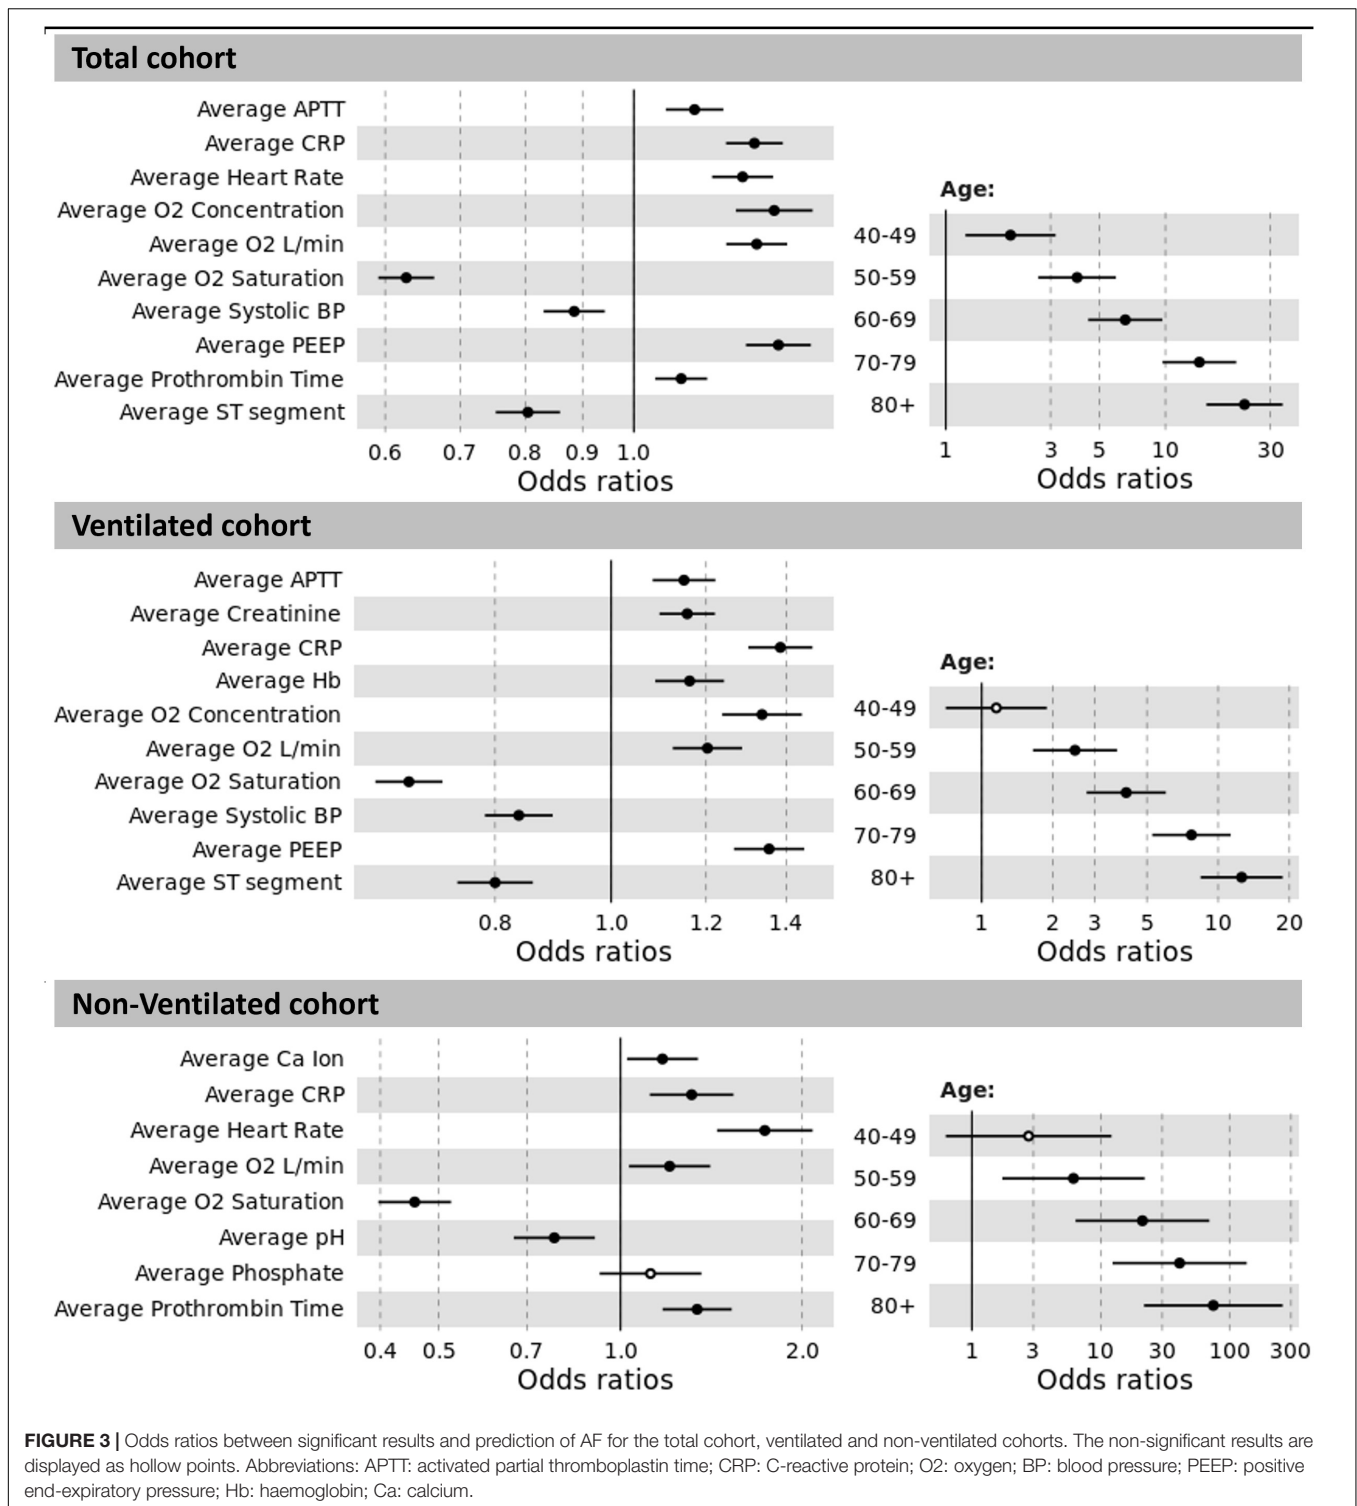 Total cohort
Average APTT
Average CRP
Average Heart Rate
Average O2 Concentration
Average O2 L/min
Average O2 Saturation
Average Systolic BP
Average PEEP
Average Prothrombin Time
Average ST segment
0.6 0.7 0.8 0.9 1.0
Odds ratios
Age:
40-49
50-59
60-69
70-79
80+
1 3 5 10 30
Odds ratios
Ventilated cohort
Average APTT
Average Creatinine
Average CRP
Average Hb
Average O2 Concentration
Average O2 L/min
Average O2 Saturation
Average Systolic BP
Average PEEP
Average ST segment
0.8 1.0 1.2 1.4
Odds ratios
Age:
40-49
50-59
60-69
70-79
80+
1 2 3 5 10 20
Odds ratios
Non-Ventilated cohort
Average Ca Ion
Average CRP
Average Heart Rate
Average O2 L/min
Average O2 Saturation
Average pH
Average Phosphate
Average Prothrombin Time
0.4 0.5 0.7 1.0 2.0
Odds ratios
Age:
40-49
50-59
60-69
70-79
80+
1 3 10 30 100 300
Odds ratios
FIGURE 3 | Odds ratios between significant results and prediction of AF for the total cohort, ventilated and non-ventilated cohorts. The non-significant results are
displayed as hollow points. Abbreviations: APTT: activated partial thromboplastin time; CRP: C-reactive protein; O2: oxygen; BP: blood pressure; PEEP: positive
end-expiratory pressure; Hb: haemoglobin; Ca: calcium.